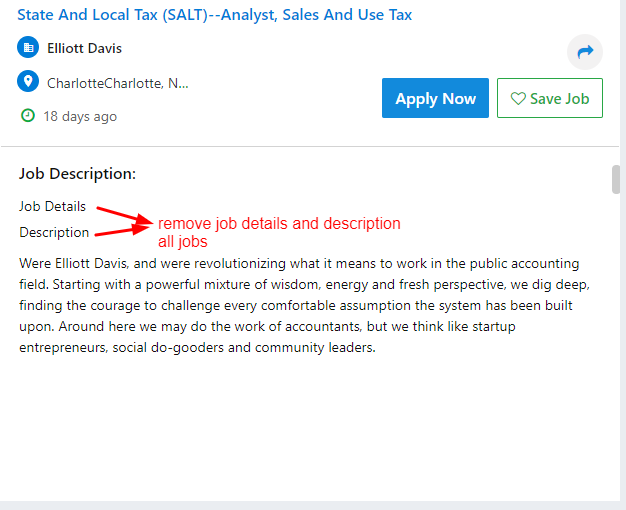 State And Local Tax (SALT)--Analyst, Sales And Use Tax
Elliott Davis
CharlotteCharlotte, N...
Apply Now
Save Job
18 days ago
Job Description:
Job Details
remove job details and description
Description
all jobs
Were Elliott Davis, and were revolutionizing what it means to work in the public accounting
field. Starting with a powerful mixture of wisdom, energy and fresh perspective, we dig deep,
finding the courage to challenge every comfortable assumption the system has been built
upon. Around here we may do the work of accountants, but we think like startup
entrepreneurs, social do-gooders and community leaders.